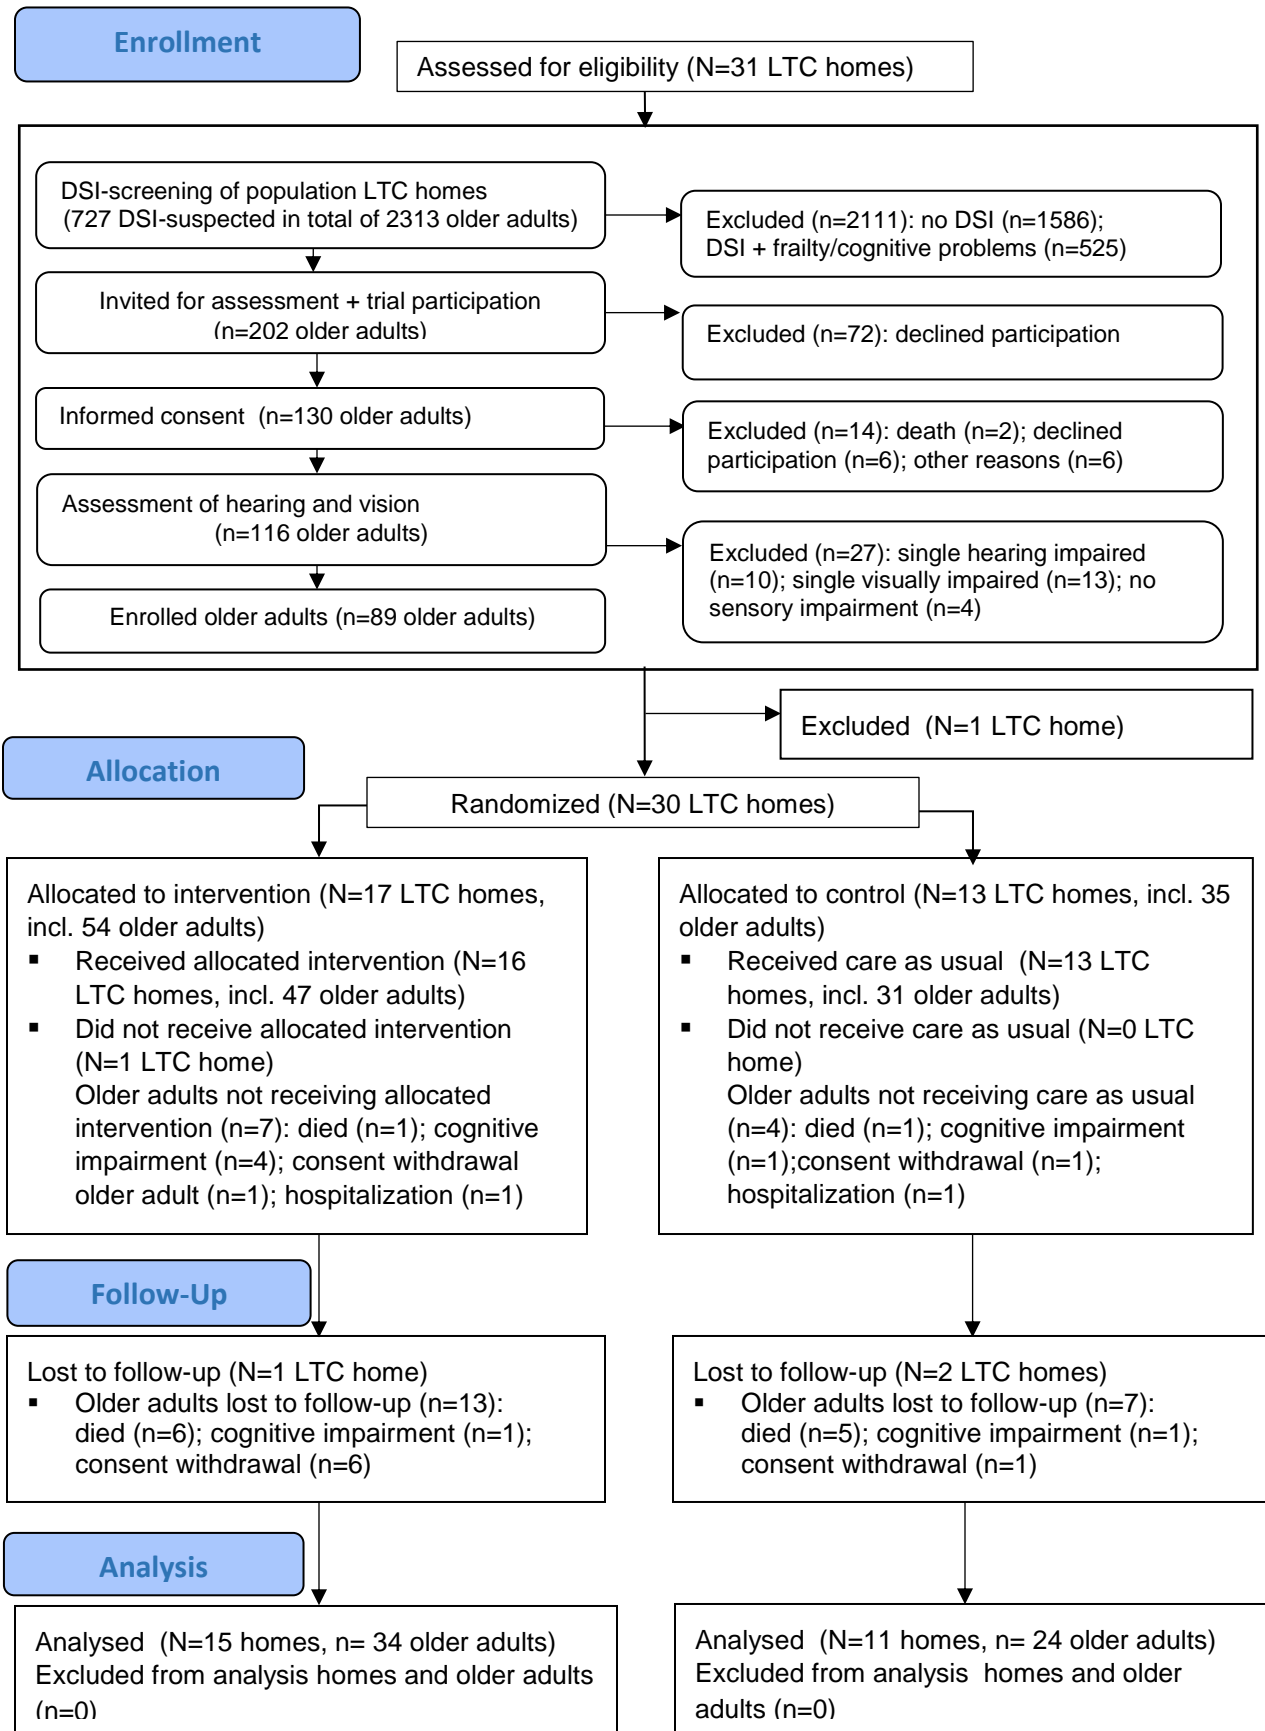 Enrollment
Assessed for eligibility (N=31 LTC homes)
DSI-screening of population LTC homes
(727 DSI-suspected in total of 2313 older adults)
Excluded (n=2111): no DSI (n=1586);
DSI + frailty/cognitive problems (n=525)
Invited for assessment + trial participation
(n=202 older adults)
Excluded (n=72): declined participation
Informed consent (n=130 older adults)
Excluded (n=14): death (n=2); declined
participation (n=6); other reasons (n=6)
Assessment of hearing and vision
(n=116 older adults)
Excluded (n=27): single hearing impaired
(n=10); single visually impaired (n=13); no
sensory impairment (n=4)
Enrolled older adults (n=89 older adults)
Excluded (N=1 LTC home)
Allocation
Randomized (N=30 LTC homes)
Allocated to intervention (N=17 LTC homes,
incl. 54 older adults)
▪ Received allocated intervention (N=16
LTC homes, incl. 47 older adults)
▪ Did not receive allocated intervention
(N=1 LTC home)
Older adults not receiving allocated
intervention (n=7): died (n=1); cognitive
impairment (n=4); consent withdrawal
older adult (n=1); hospitalization (n=1)
Allocated to control (N=13 LTC homes, incl. 35
older adults)
▪ Received care as usual (N=13 LTC
homes, incl. 31 older adults)
▪ Did not receive care as usual (N=0 LTC
home)
Older adults not receiving care as usual
(n=4): died (n=1); cognitive impairment
(n=1);consent withdrawal (n=1);
hospitalization (n=1)
Follow-Up
Lost to follow-up (N=1 LTC home)
▪ Older adults lost to follow-up (n=13):
died (n=6); cognitive impairment (n=1);
consent withdrawal (n=6)
Lost to follow-up (N=2 LTC homes)
▪ Older adults lost to follow-up (n=7):
died (n=5); cognitive impairment (n=1);
consent withdrawal (n=1)
Analysis
Analysed (N=15 homes, n= 34 older adults)
Excluded from analysis homes and older adults
(n=0)
Analysed (N=11 homes, n= 24 older adults)
Excluded from analysis homes and older
adults (n=0)